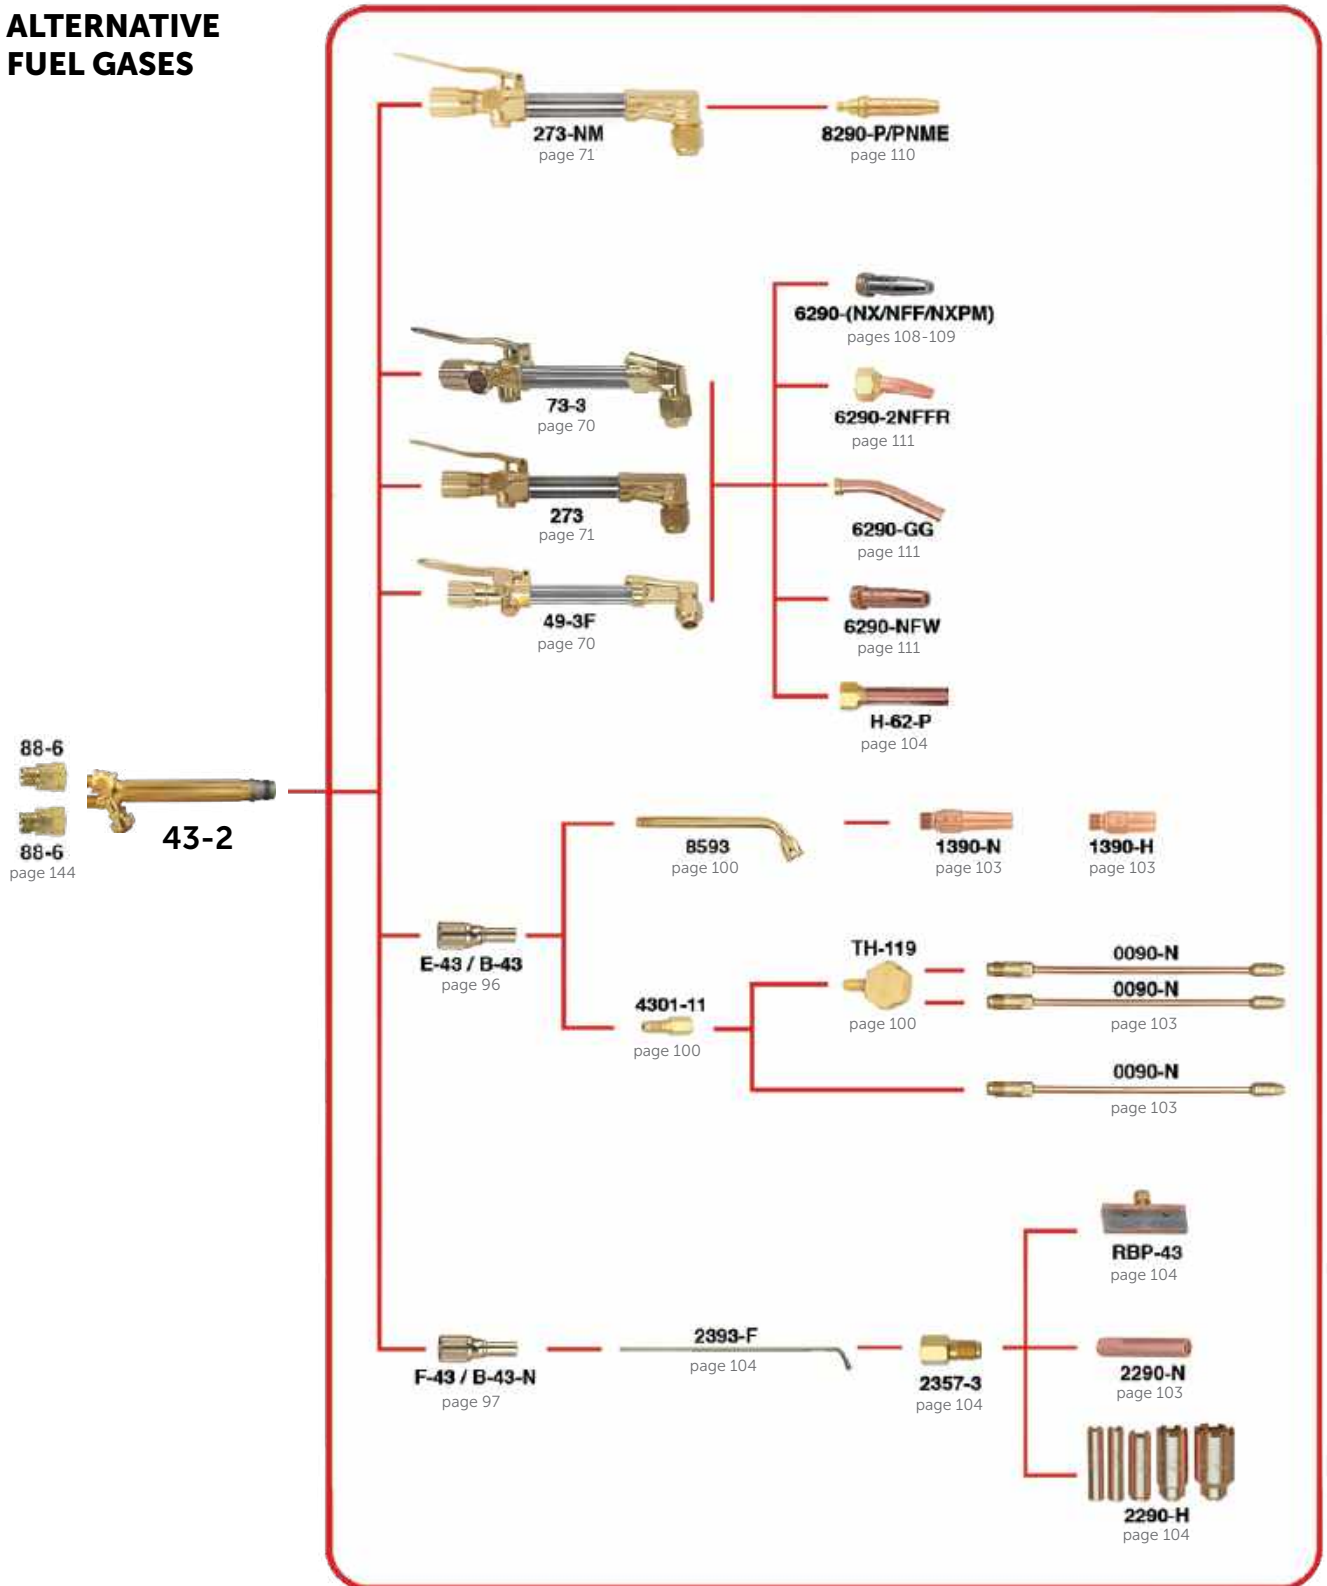 ALTERNATIVE
FUEL GASES
273-NM
page 71
8290-P/PNME
page 110
6290-(NX/NFF/NXPM)
pages 108-109
73-3
page 70
6290-2NFFR
page 111
273
page 71
6290-GG
page 111
49-3F
page 70
6290-NFW
page 111
H-62-P
page 104
88-6
43-2
88-6
page 144
8593
page 100
1390-N
page 103
1390-H
page 103
E-43 / B-43
page 96
4301-11
page 100
TH-119
page 100
0090-N
0090-N
page 103
0090-N
page 103
RBP-43
page 104
F-43 / B-43-N
page 97
2393-F
page 104
2357-3
page 104
2290-N
page 103
2290-H
page 104